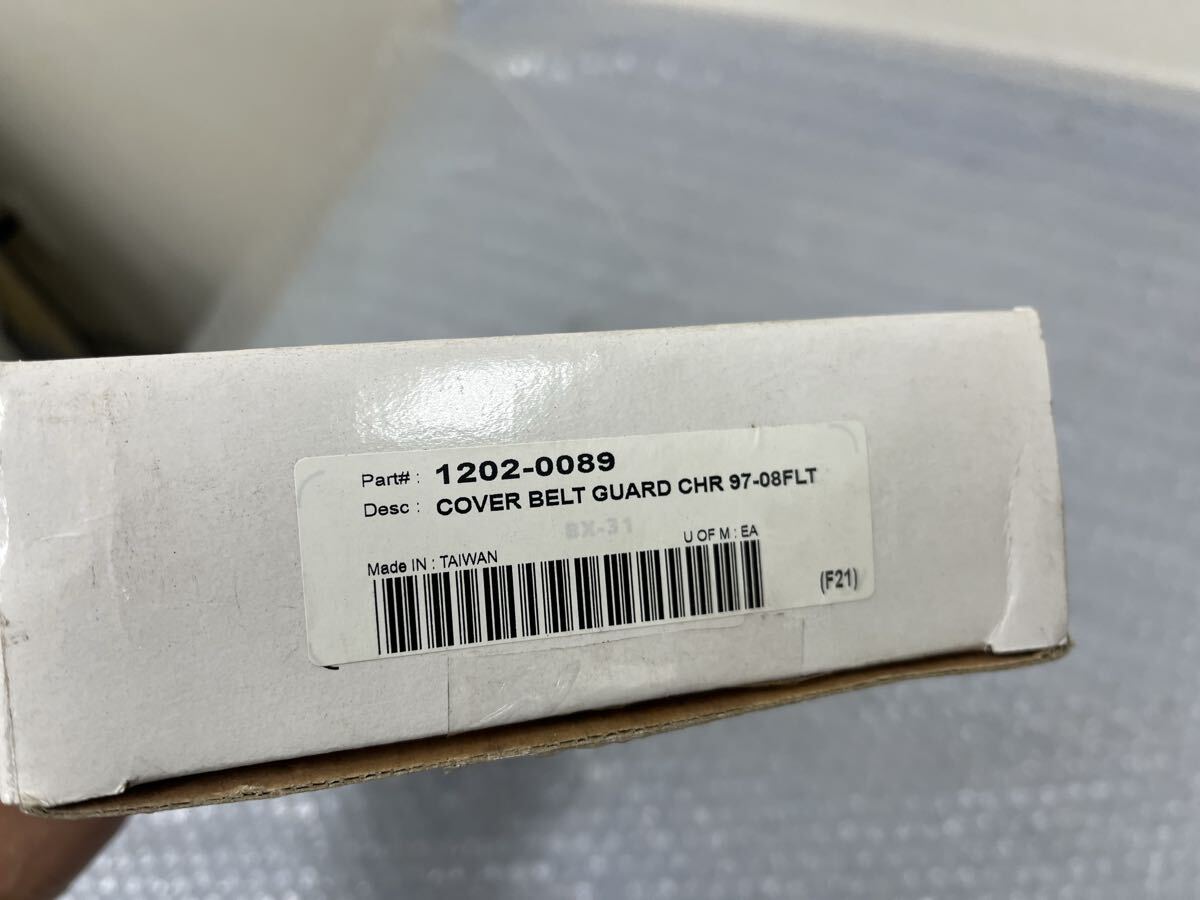 Part# : 1202-0089
Desc : COVER BELT GUARD CHR 97-08FLT
BX-31
U OF M : EA
Made IN : TAIWAN
(F21)